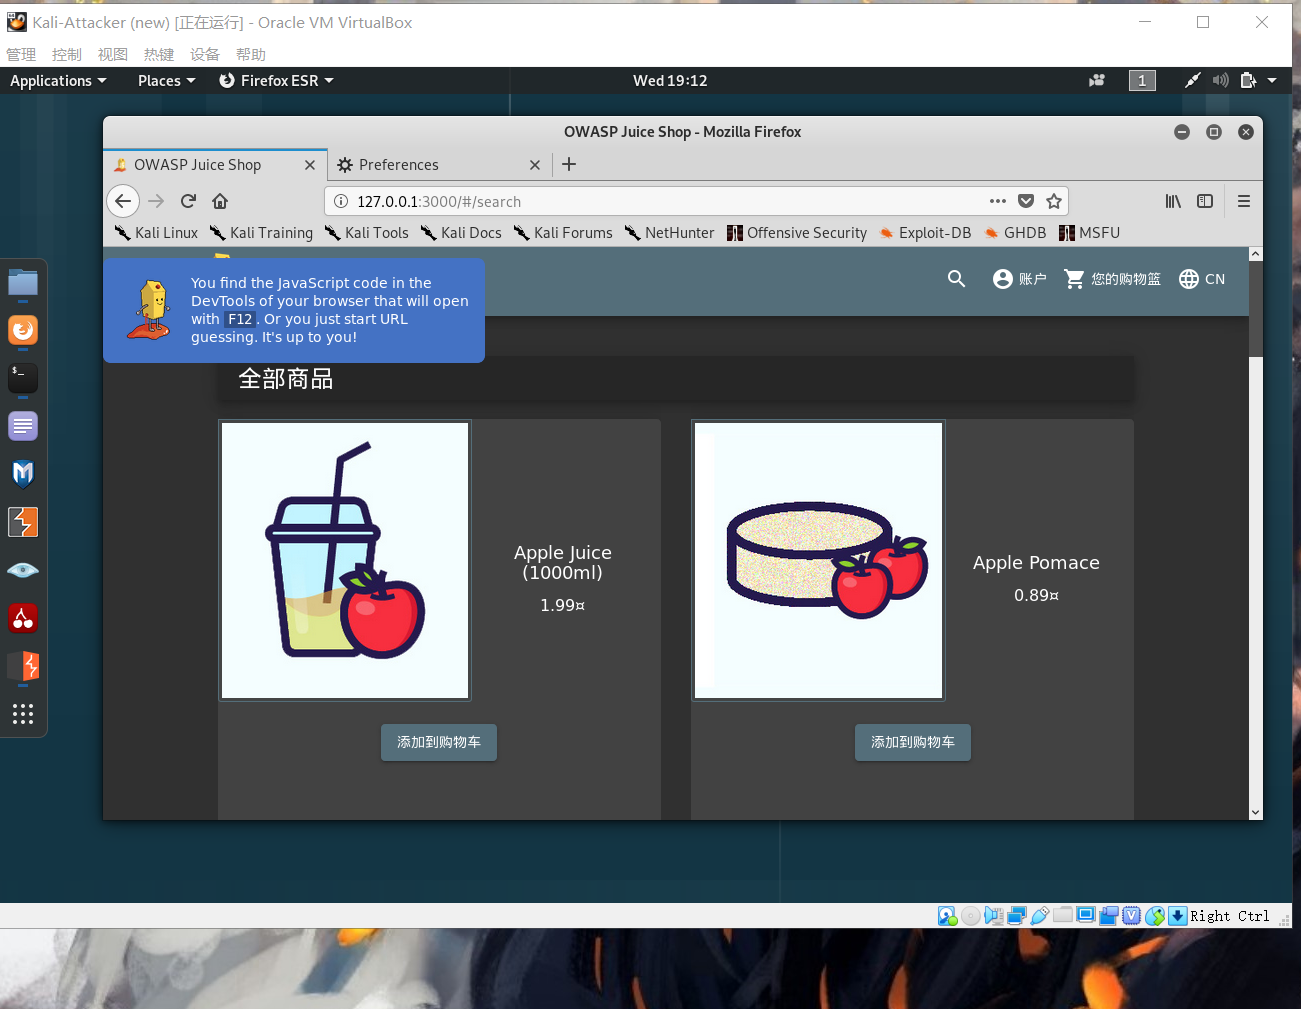 Kali-Attacker (new) [正在运行] - Oracle VM VirtualBox
管理 控制 视图 热键 设备 帮助
Applications Places Firefox ESR Wed 19:12 1
OWASP Juice Shop - Mozilla Firefox
OWASP Juice Shop Preferences
127.0.0.1:3000/#/search
Kali Linux Kali Training Kali Tools Kali Docs Kali Forums NetHunter Offensive Security Exploit-DB GHDB MSFU
账户 您的购物篮 CN
You find the JavaScript code in the
DevTools of your browser that will open
with F12. Or you just start URL
guessing. It's up to you!
全部商品
Apple Juice
(1000ml)
1.99¤
Apple Pomace
0.89¤
添加到购物车 添加到购物车
Right Ctrl